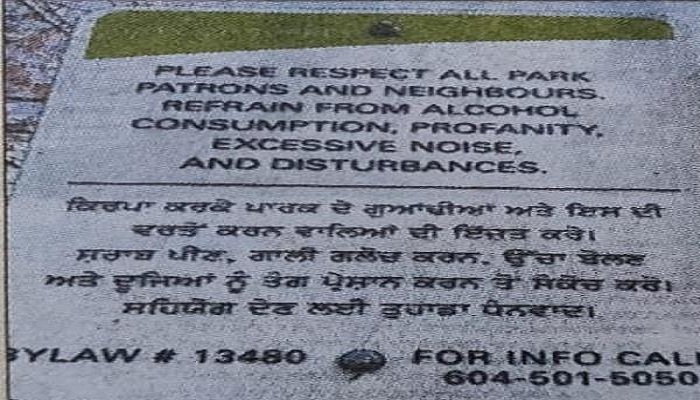 PLEASE RESPECT ALL PARK
PATRONS AND NEIGHBOURS.
REFRAIN FROM ALCOHOL
CONSUMPTION, PROFANITY,
EXCESSIVE NOISE,
AND DISTURBANCES.
ਕਿਰਪਾ ਕਰਕੇ ਪਾਰਕ ਦੇ ਗੁਆਂਢੀਆਂ ਅਤੇ ਇਸ ਦੀ
ਵਰਤੋਂ ਕਰਨ ਵਾਲਿਆਂ ਦੀ ਇੱਜ਼ਤ ਕਰੋ।
ਸ਼ਰਾਬ ਪੀਣ, ਗਾਲੀ ਗਲੋਚ ਕਰਨ, ਉੱਚਾ ਬੋਲਣ
ਅਤੇ ਦੂਜਿਆਂ ਨੂੰ ਤੰਗ ਪ੍ਰੇਸ਼ਾਨ ਕਰਨ ਤੋਂ ਸੰਕੋਚ ਕਰੋ।
ਸਹਿਯੋਗ ਦੇਣ ਲਈ ਤੁਹਾਡਾ ਧੰਨਵਾਦ।
BYLAW # 13480 FOR INFO CALL
604-501-5050